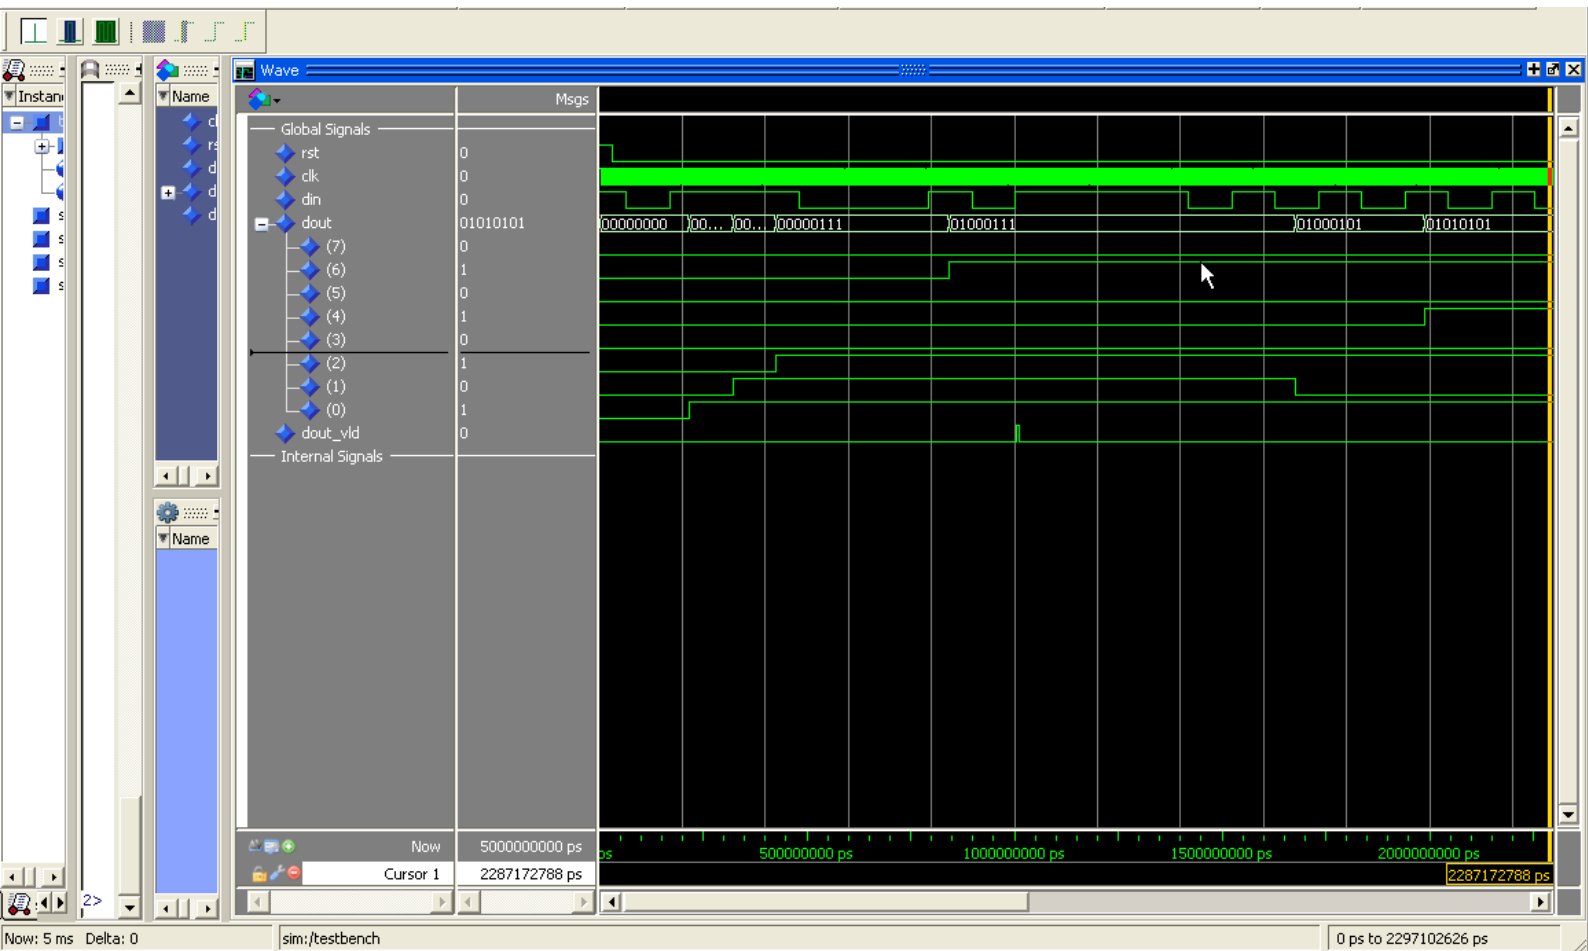 Wave
Instan
Name
Msgs
Global Signals
rst 0
clk 0
din 0
dout 01010101 00000000 00... 00... 00000111 01000111 01000101 01010101
(7) 0
(6) 1
(5) 0
(4) 1
(3) 0
(2) 1
(1) 0
(0) 1
dout_vld 0
Internal Signals
Name
Now 5000000000 ps
ps 500000000 ps 1000000000 ps 1500000000 ps 2000000000 ps
Cursor 1 2287172788 ps 2287172788 ps
2>
Now: 5 ms Delta: 0 sim:/testbench 0 ps to 2297102626 ps